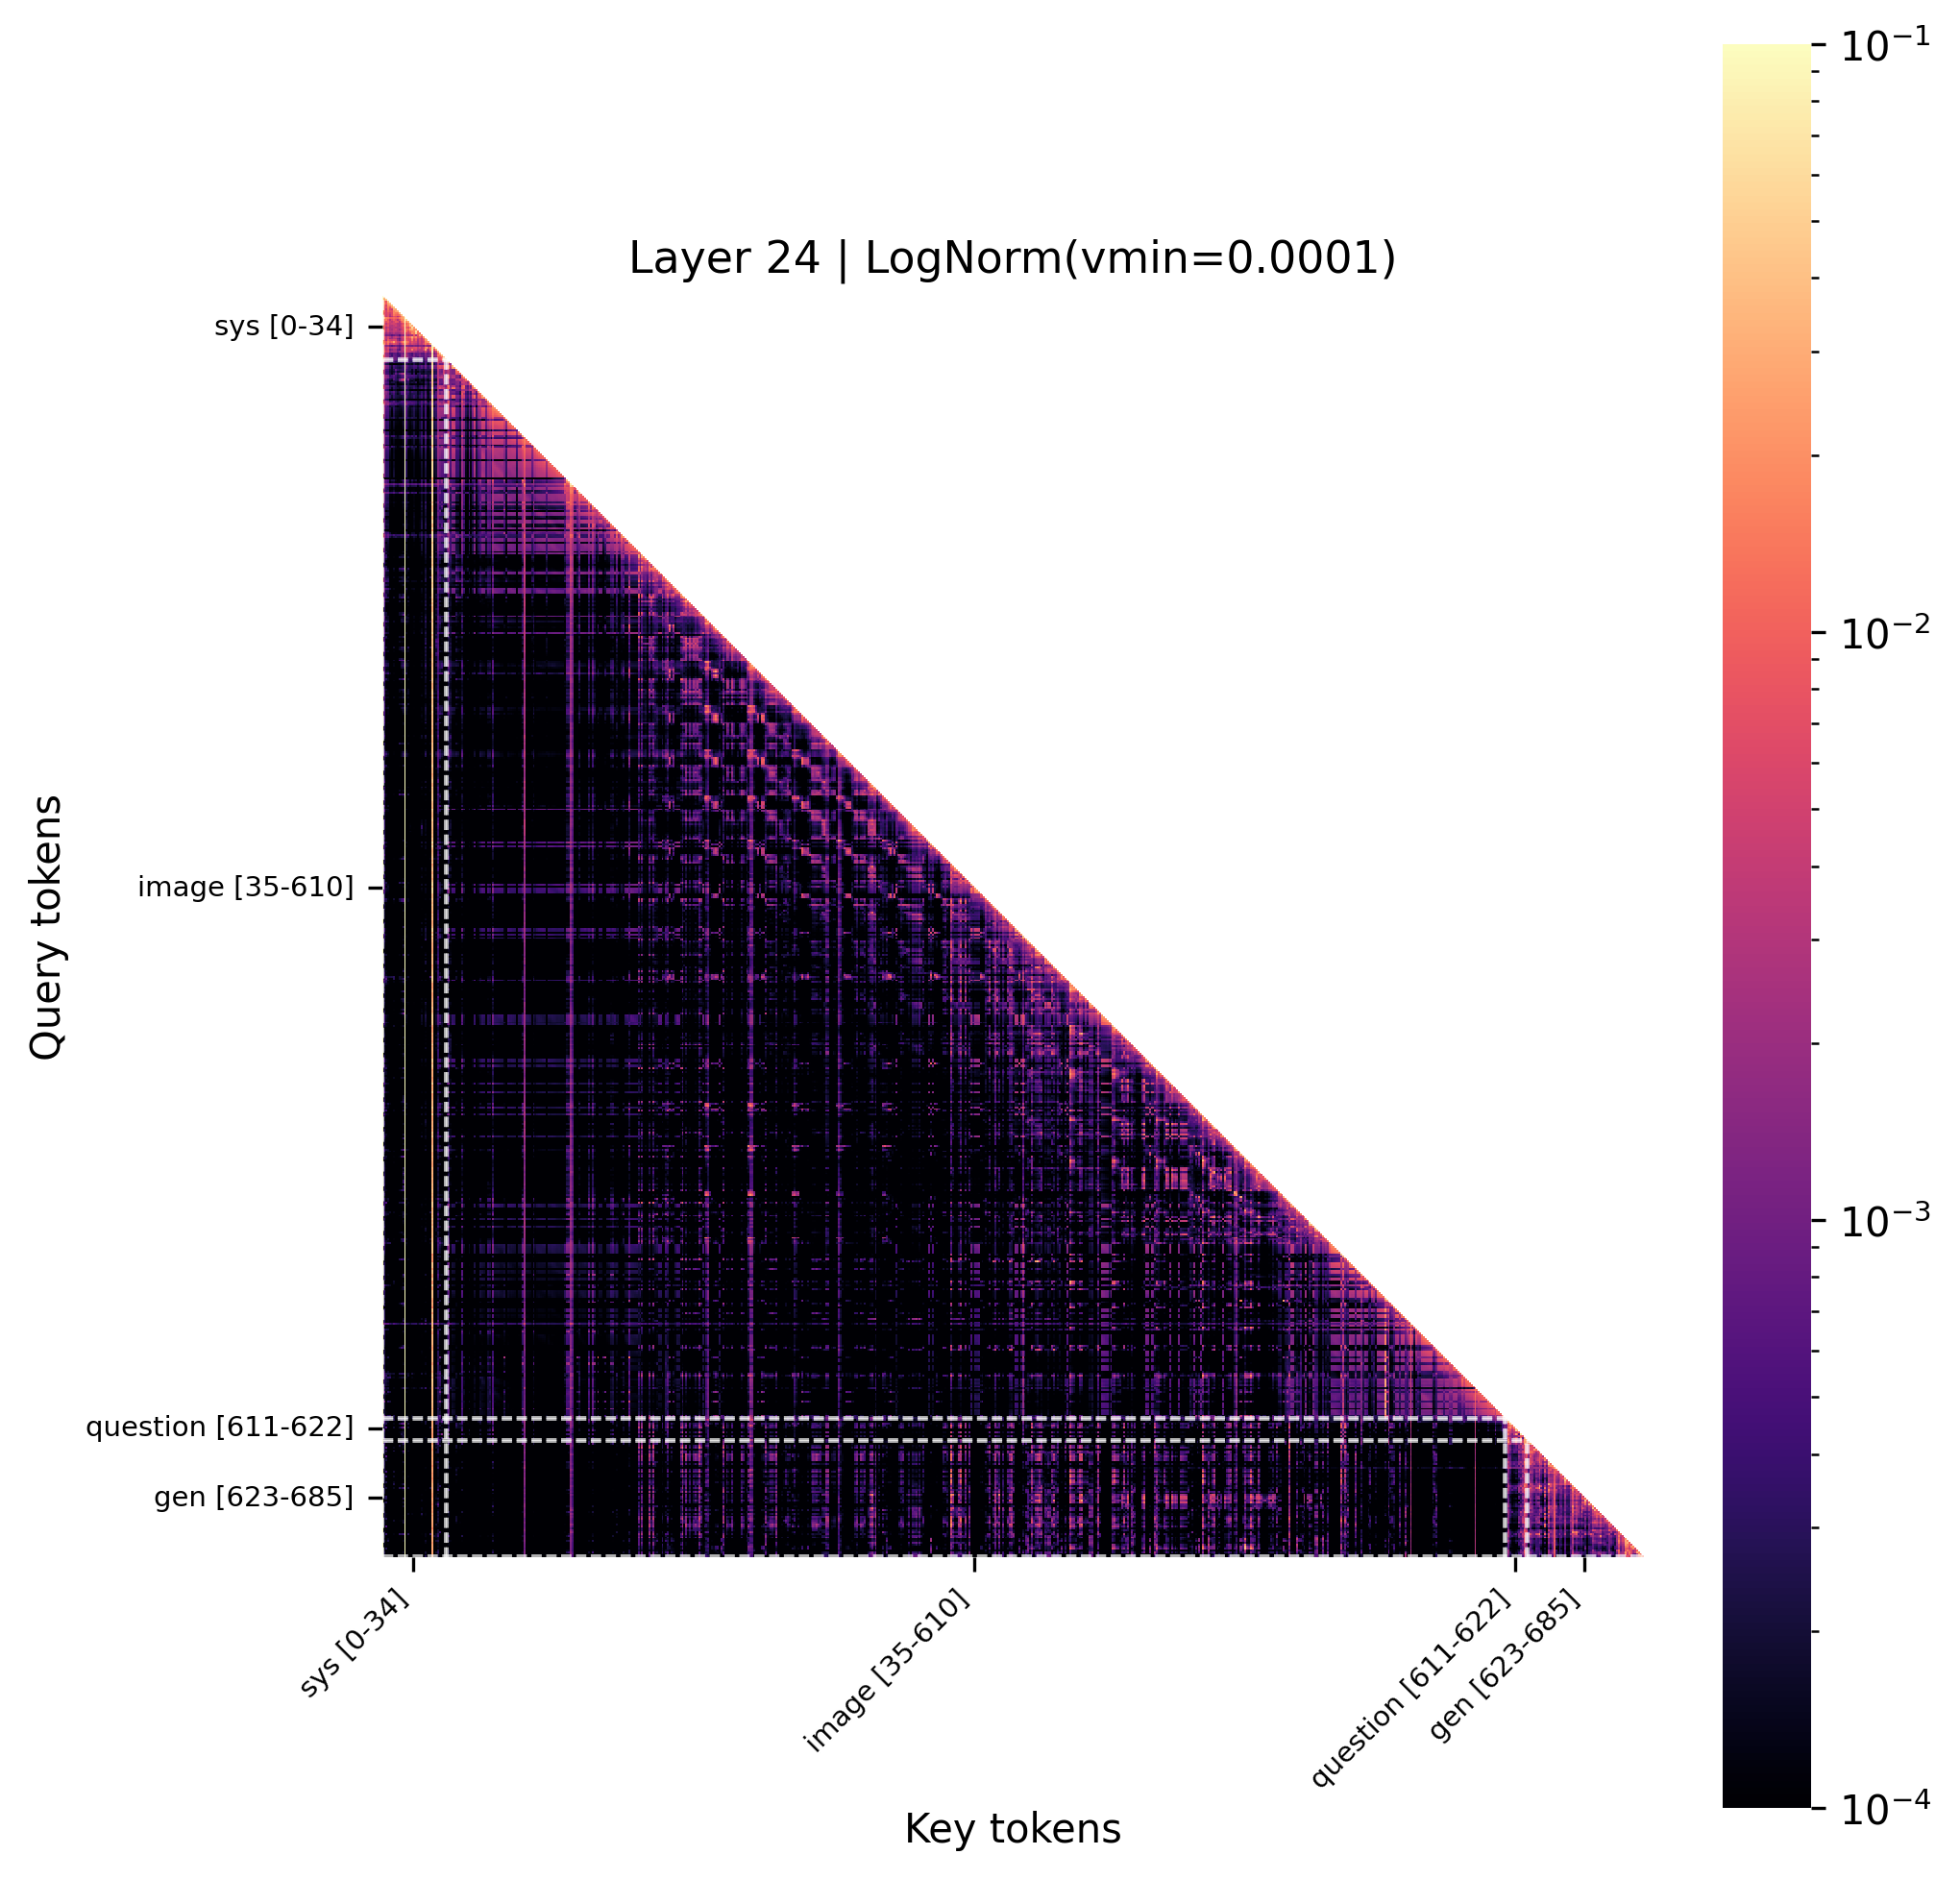 Layer 24 | LogNorm(vmin=0.0001)
Query tokens
sys [0-34]
image [35-610]
question [611-622]
gen [623-685]
sys [0-34]
image [35-610]
question [611-622]
gen [623-685]
Key tokens
10⁻¹
10⁻²
10⁻³
10⁻⁴